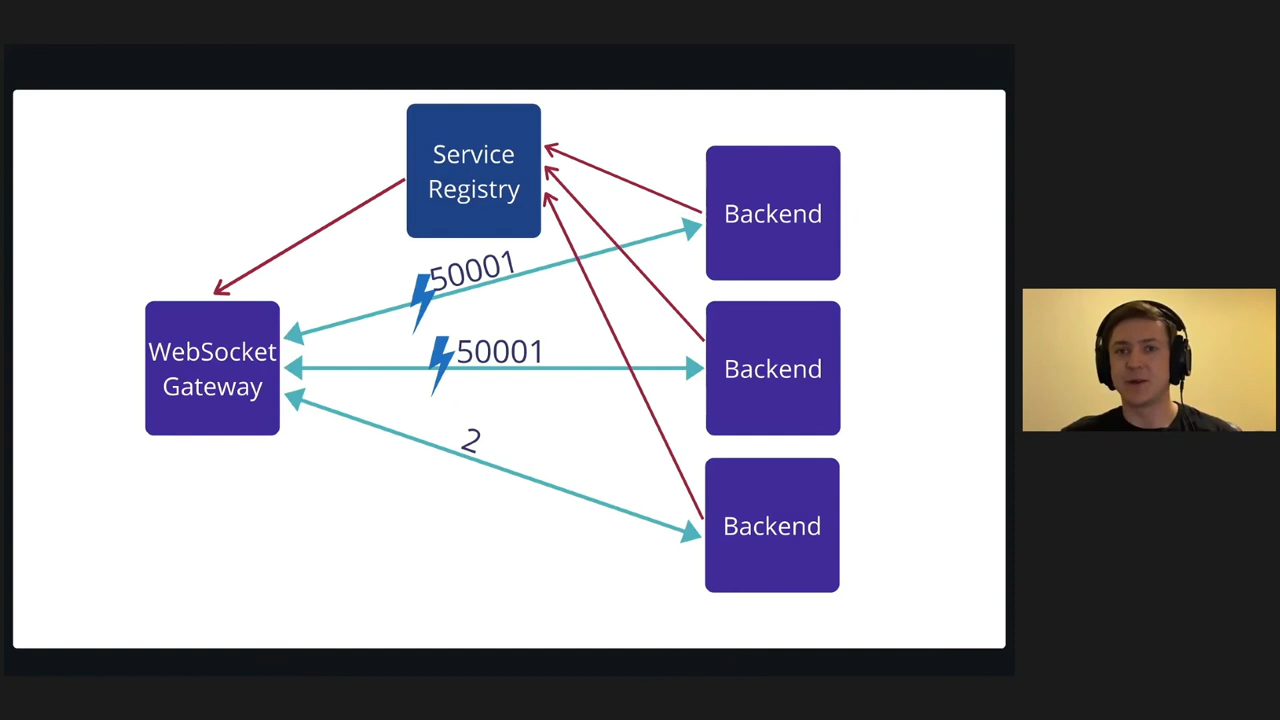 Service
Registry
Backend
50001
WebSocket
Gateway
50001
Backend
2
Backend